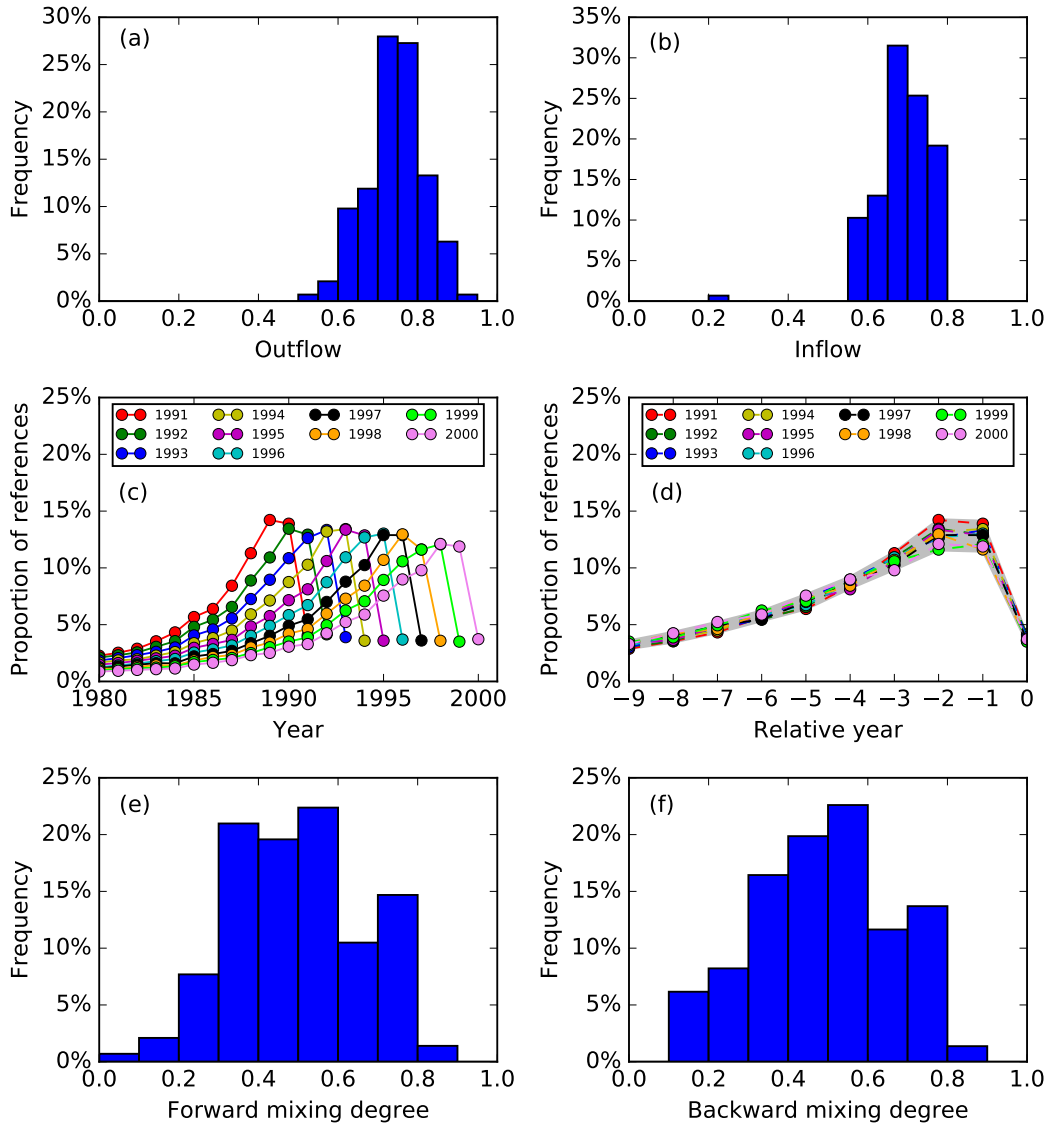 30%
25%
20%
15%
10%
5%
0%
Frequency
(a)
0.0 0.2 0.4 0.6 0.8 1.0
Outflow
35%
30%
25%
20%
15%
10%
5%
0%
Frequency
(b)
0.0 0.2 0.4 0.6 0.8 1.0
Inflow
25%
20%
15%
10%
5%
0%
Proportion of references
1991 1994 1997 1999
1992 1995 1998 2000
1993 1996
(c)
1980 1985 1990 1995 2000
Year
25%
20%
15%
10%
5%
0%
Proportion of references
1991 1994 1997 1999
1992 1995 1998 2000
1993 1996
(d)
−9 −8 −7 −6 −5 −4 −3 −2 −1 0
Relative year
25%
20%
15%
10%
5%
0%
Frequency
(e)
0.0 0.2 0.4 0.6 0.8 1.0
Forward mixing degree
25%
20%
15%
10%
5%
0%
Frequency
(f)
0.0 0.2 0.4 0.6 0.8 1.0
Backward mixing degree